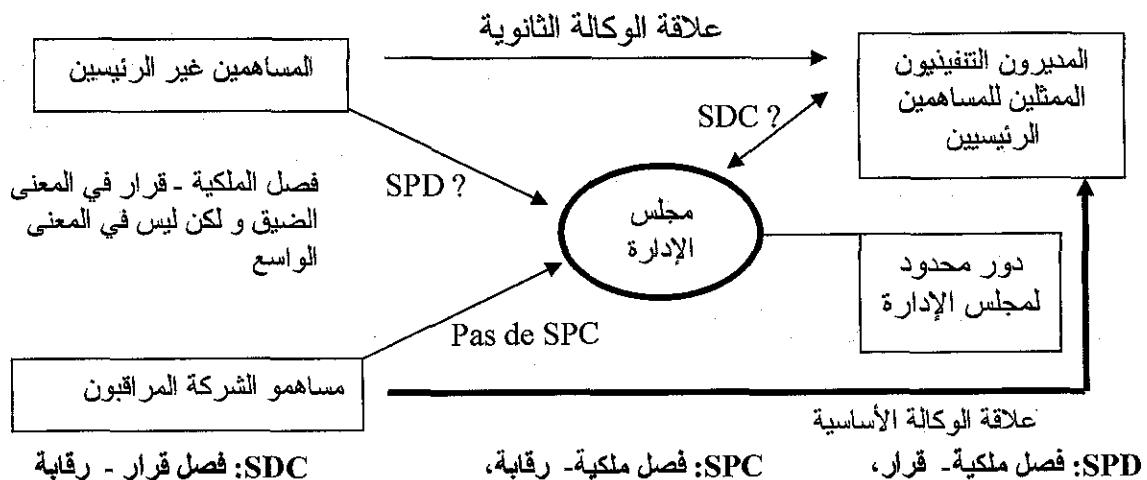 علاقة الوكالة الثانوية
المساهمين غير الرئيسين
المديرون التنفيذيون
الممثلين للمساهمين
الرئيسيين
SDC ?
SPD ?
فصل الملكية - قرار في المعنى
الضيق و لكن ليس في المعنى
الواسع
مجلس
الإدارة
دور محدود
لمجلس الإدارة
Pas de SPC
مساهمو الشركة المراقبون
علاقة الوكالة الأساسية
SPD: فصل ملكية- قرار، SPC: فصل ملكية- رقابة، SDC: فصل قرار - رقابة